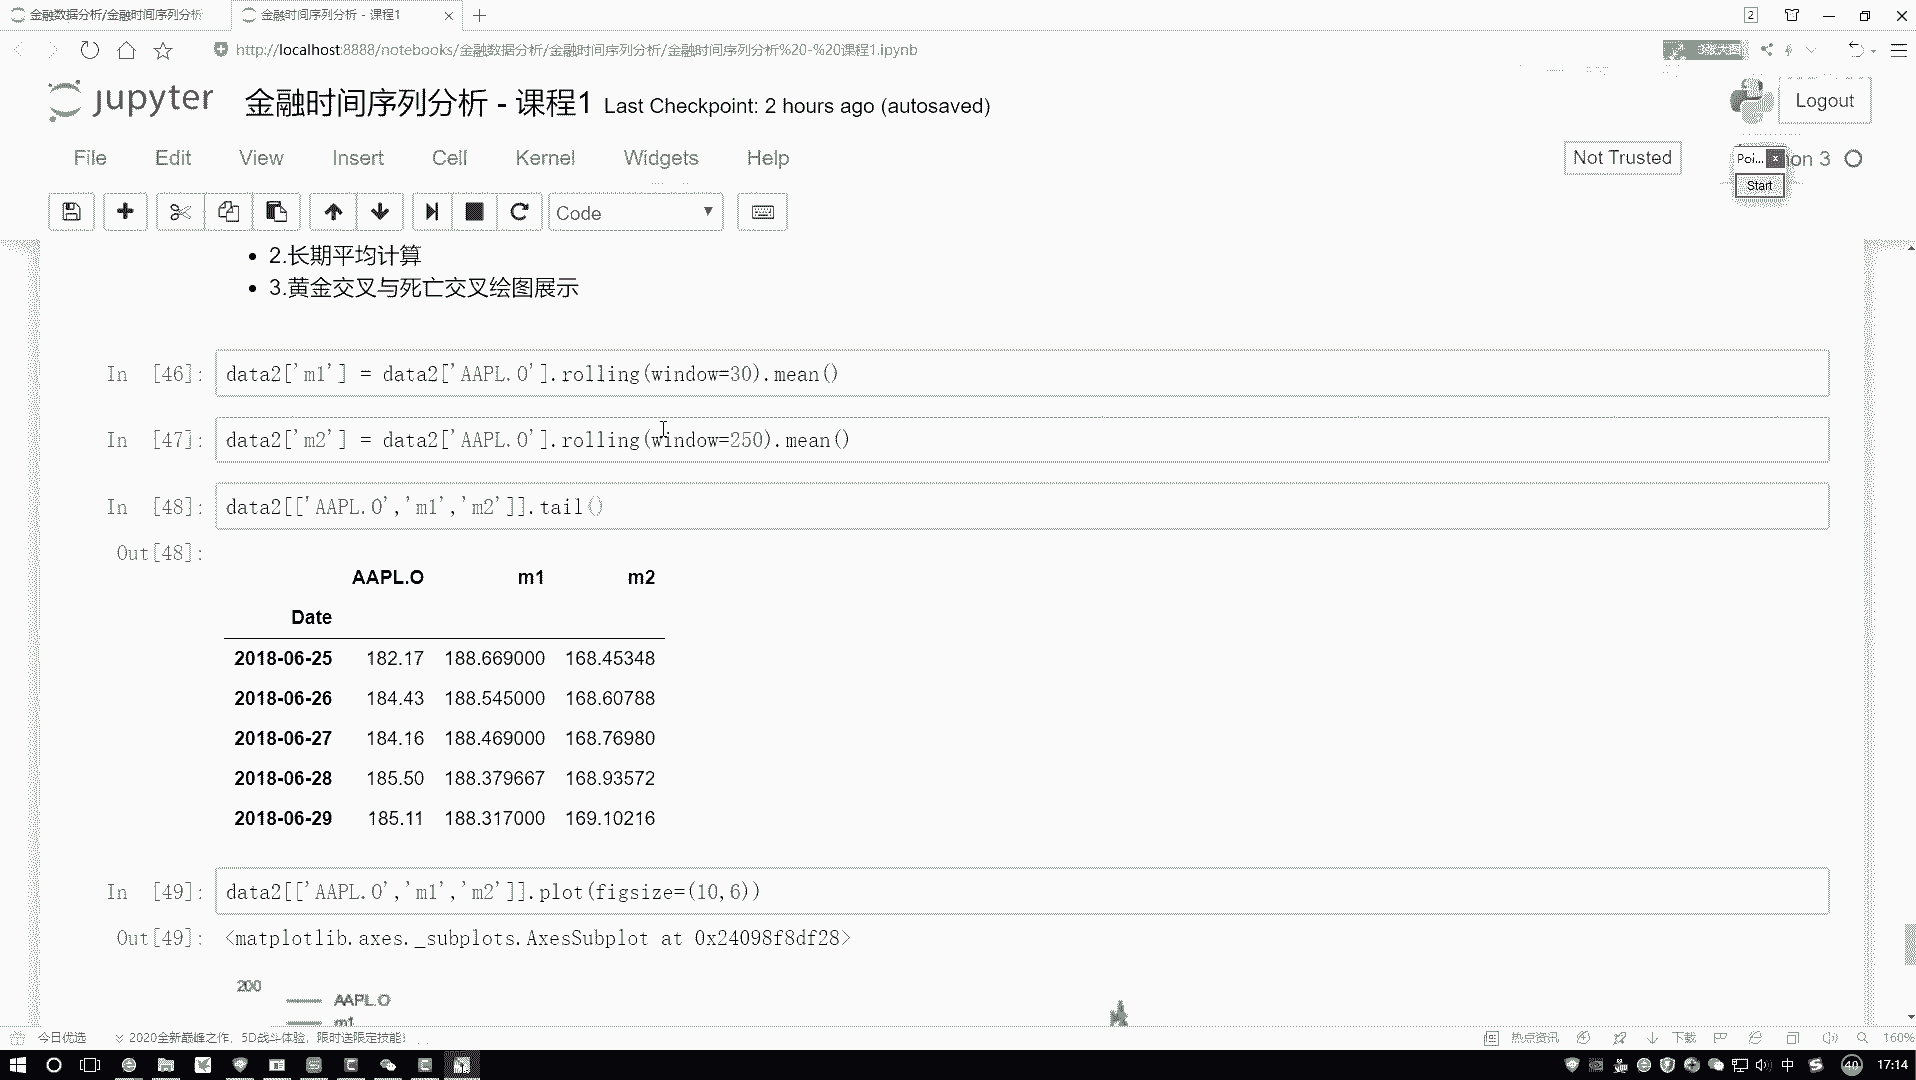 金融数据分析/金融时间序列分析
金融时间序列分析 - 课程1
2
http://localhost:8888/notebooks/金融数据分析/金融时间序列分析/金融时间序列分析%20-%20课程1.ipynb
jupyter 金融时间序列分析 - 课程1 Last Checkpoint: 2 hours ago (autosaved)
Logout
File Edit View Insert Cell Kernel Widgets Help
Not Trusted
Poi...
on 3
Start
Code
2.长期平均计算
3.黄金交叉与死亡交叉绘图展示
In [46]: data2['m1'] = data2['AAPL.O'].rolling(window=30).mean()
In [47]: data2['m2'] = data2['AAPL.O'].rolling(window=250).mean()
In [48]: data2[['AAPL.O','m1','m2']].tail()
Out[48]:
AAPL.O m1 m2
Date
2018-06-25 182.17 188.669000 168.45348
2018-06-26 184.43 188.545000 168.60788
2018-06-27 184.16 188.469000 168.76980
2018-06-28 185.50 188.379667 168.93572
2018-06-29 185.11 188.317000 169.10216
In [49]: data2[['AAPL.O','m1','m2']].plot(figsize=(10,6))
Out[49]: <matplotlib.axes._subplots.AxesSubplot at 0x24098f8df28>
200
AAPL.O
m1
今日优选
2020全新巅峰之作，5D战斗体验，限时送限定技能！
热点资讯
下载
160%
中
40
17:14